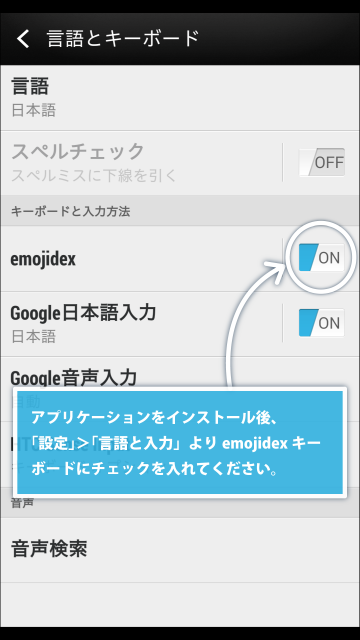 言語とキーボード
言語
日本語
スペルチェック
スペルミスに下線を引く
OFF
キーボードと入力方法
emojidex
ON
Google日本語入力
日本語
ON
Google音声入力
アプリケーションをインストール後、
「設定」>「言語と入力」より emojidex キー
ボードにチェックを入れてください。
音声
音声検索